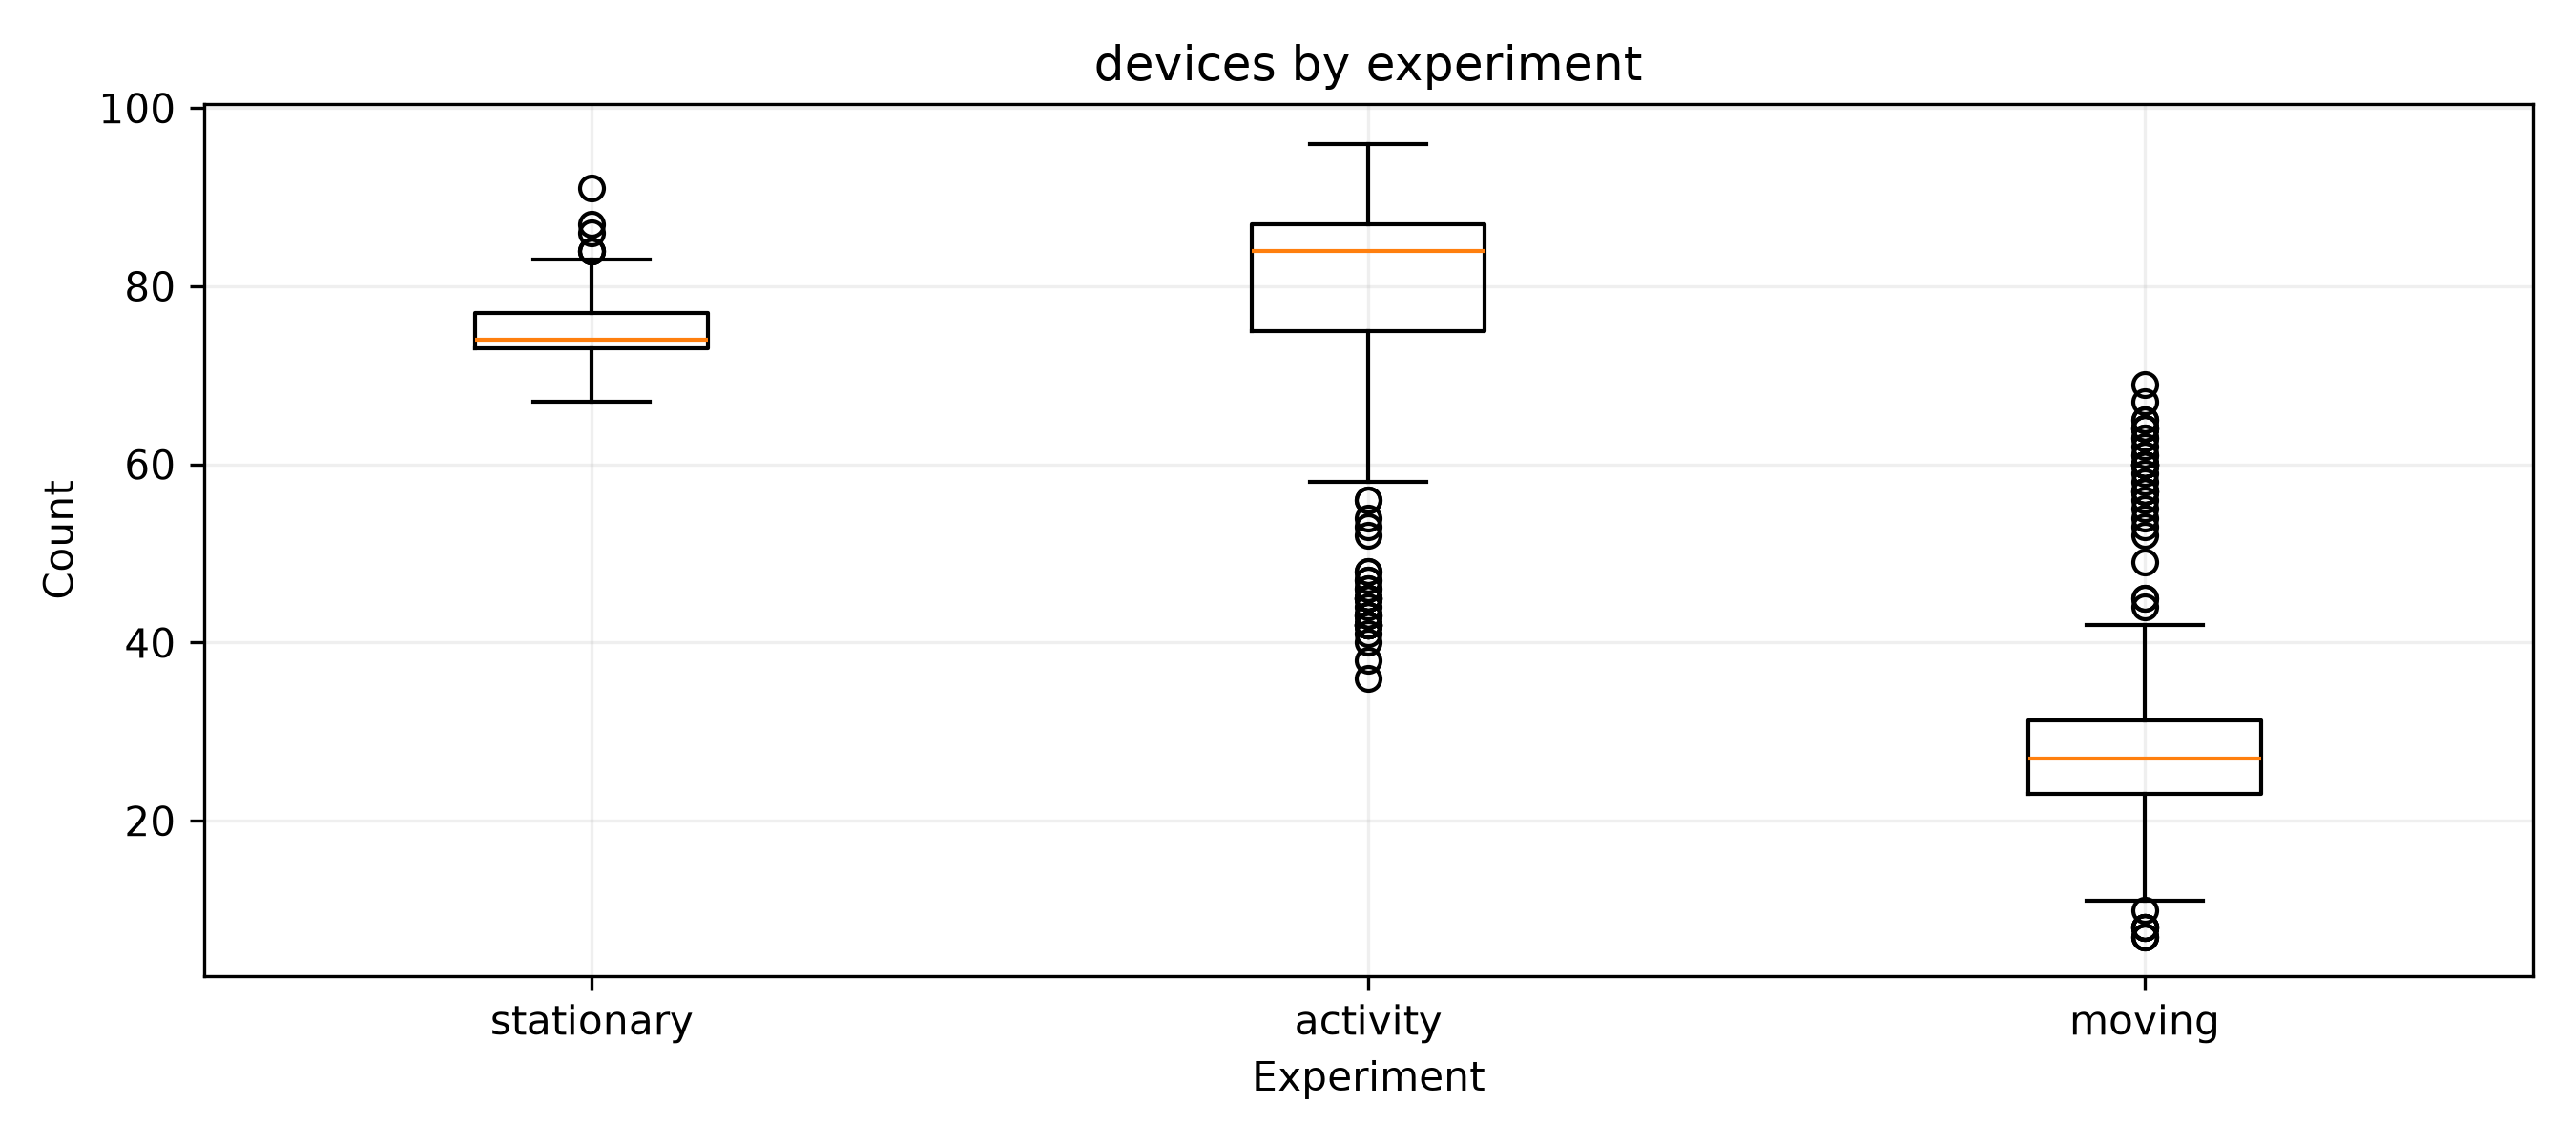 devices by experiment
100
80
60
40
20
Count
stationary
activity
moving
Experiment